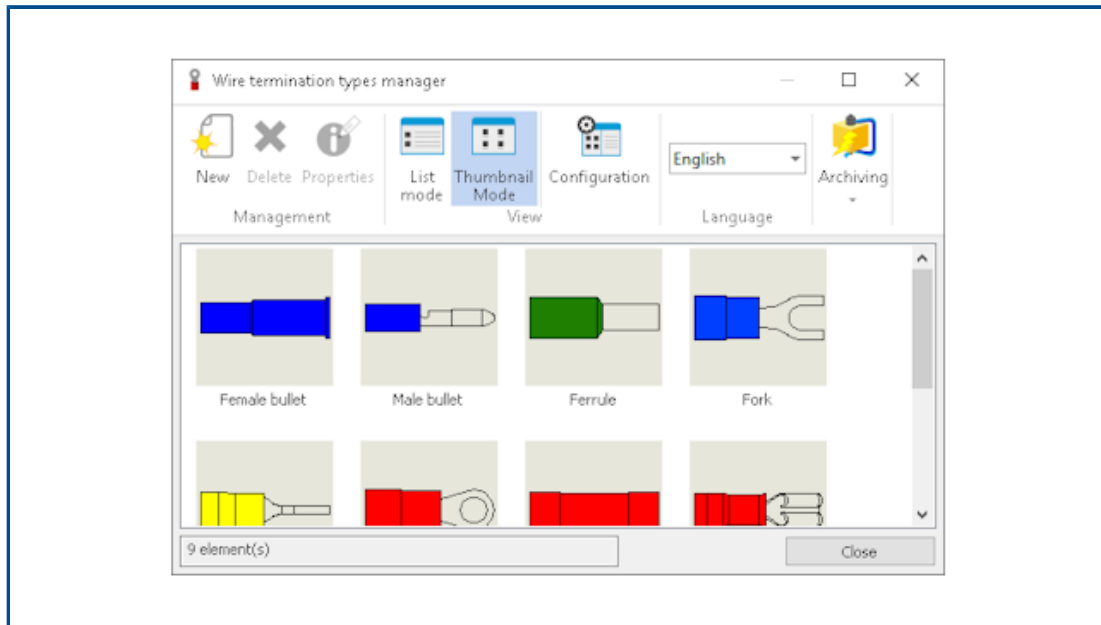 Wire termination types manager
New Delete Properties
List mode
Thumbnail Mode
Configuration
English
Archiving
Management
View
Language
Female bullet
Male bullet
Ferrule
Fork
9 element(s)
Close